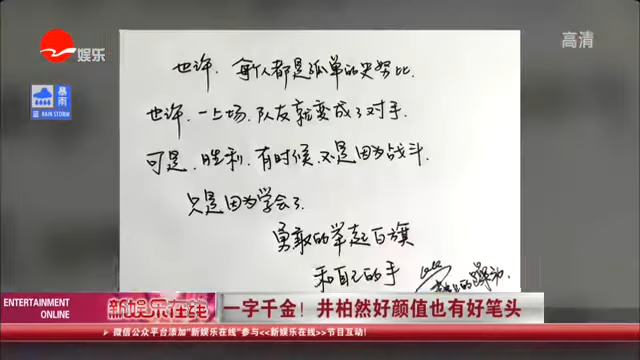 娱乐
高清
暴雨
蓝 RAIN STORM
也许，每个人都是孤单的史努比.
也许，一上场，队友就变成了对手.
可是，胜利，有时候，不是因为战斗.
只是因为学会了
勇敢的举起白旗
和自己的手
ENTERTAINMENT
ONLINE
新娱乐在线
一字千金！井柏然好颜值也有好笔头
微信公众平台添加"新娱乐在线"参与<<新娱乐在线>>节目互动!